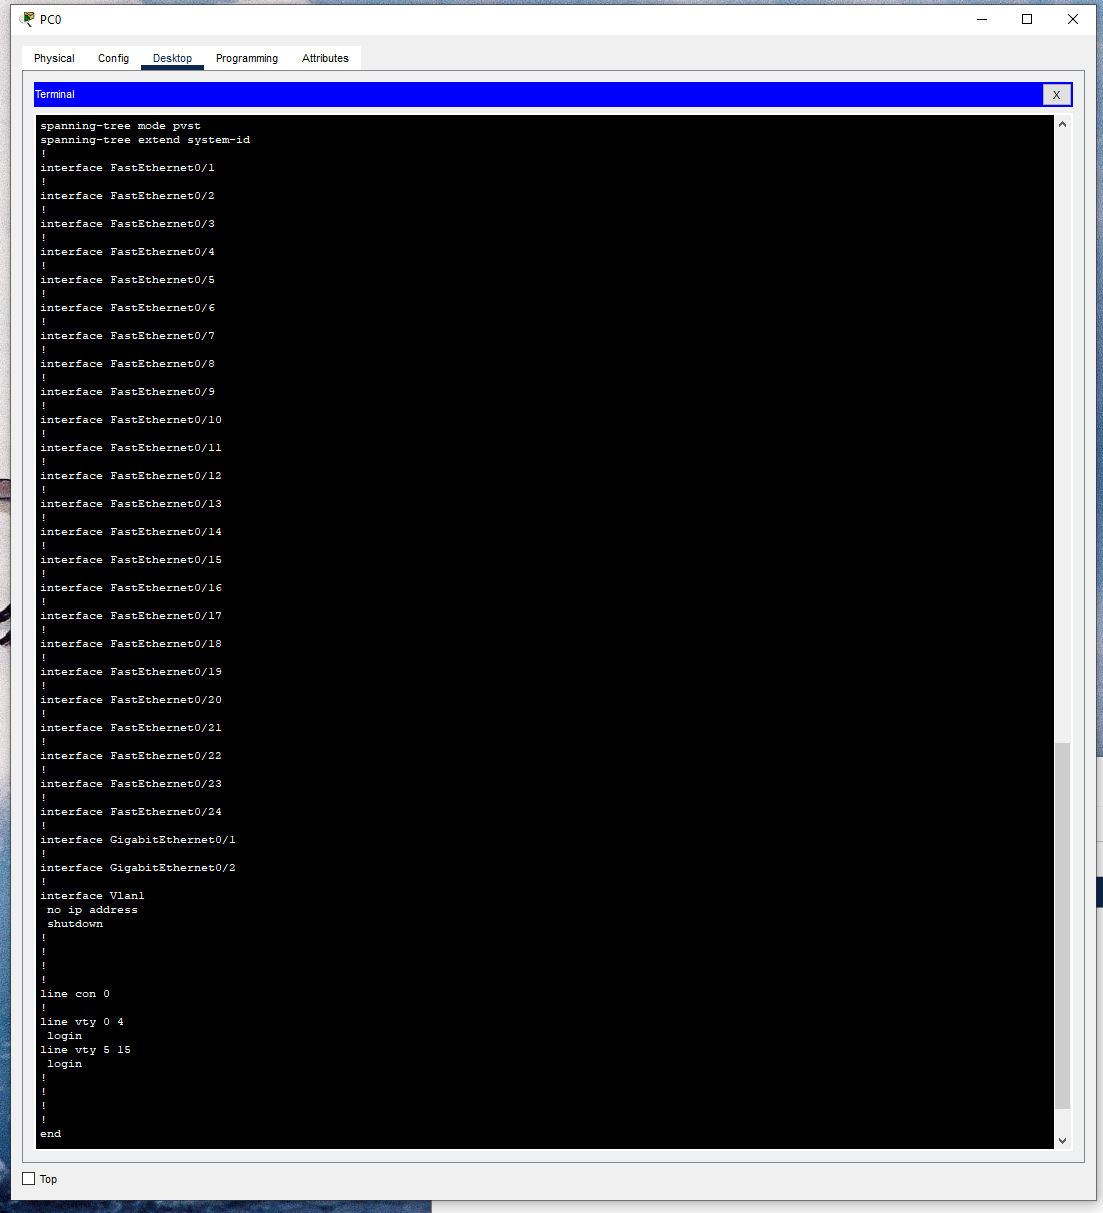 PC0
Physical Config Desktop Programming Attributes
Terminal X
spanning-tree mode pvst
spanning-tree extend system-id
!
interface FastEthernet0/1
!
interface FastEthernet0/2
!
interface FastEthernet0/3
!
interface FastEthernet0/4
!
interface FastEthernet0/5
!
interface FastEthernet0/6
!
interface FastEthernet0/7
!
interface FastEthernet0/8
!
interface FastEthernet0/9
!
interface FastEthernet0/10
!
interface FastEthernet0/11
!
interface FastEthernet0/12
!
interface FastEthernet0/13
!
interface FastEthernet0/14
!
interface FastEthernet0/15
!
interface FastEthernet0/16
!
interface FastEthernet0/17
!
interface FastEthernet0/18
!
interface FastEthernet0/19
!
interface FastEthernet0/20
!
interface FastEthernet0/21
!
interface FastEthernet0/22
!
interface FastEthernet0/23
!
interface FastEthernet0/24
!
interface GigabitEthernet0/1
!
interface GigabitEthernet0/2
!
interface Vlan1
 no ip address
 shutdown
!
!
!
!
line con 0
!
line vty 0 4
 login
line vty 5 15
 login
!
!
!
!
end
Top